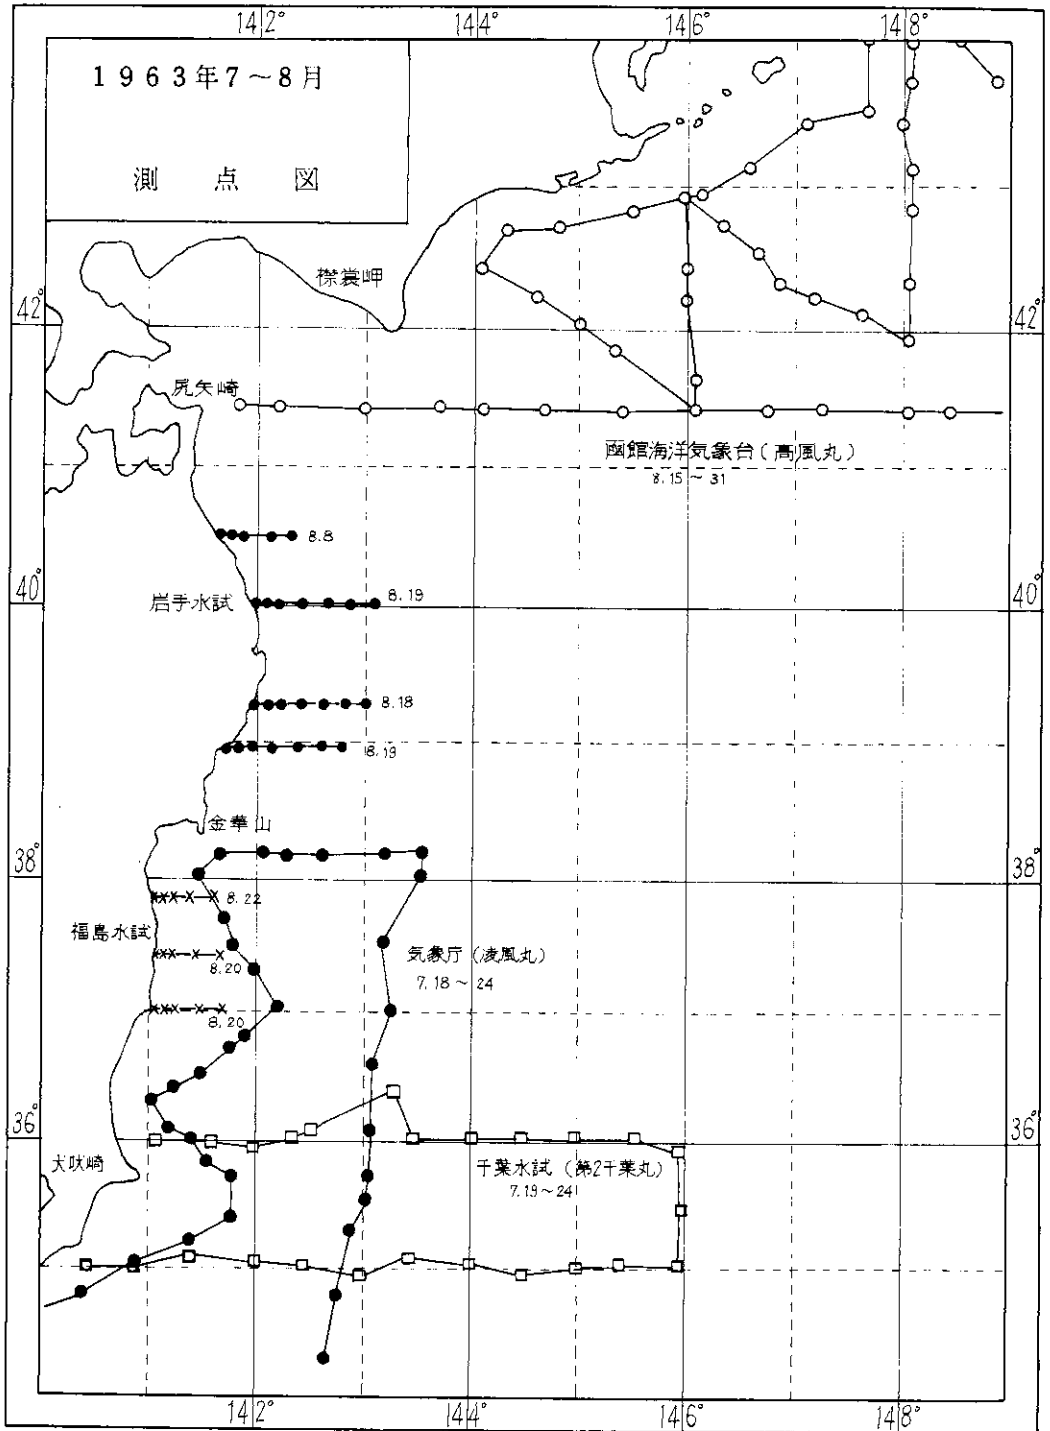 142° 144° 146° 148°
1963年7～8月
測点図
襟裳岬
42° 42°
尻矢崎
函館海洋気象台(高風丸)
8.15～31
8.8
40° 40°
岩手水試
8.19
8.18
8.19
金華山
38° 38°
8.22
福島水試
気象庁(凌風丸)
8.20
7.18～24
8.20
36° 36°
犬吠崎
千葉水試(第2千葉丸)
7.19～24
142° 144° 146° 148°